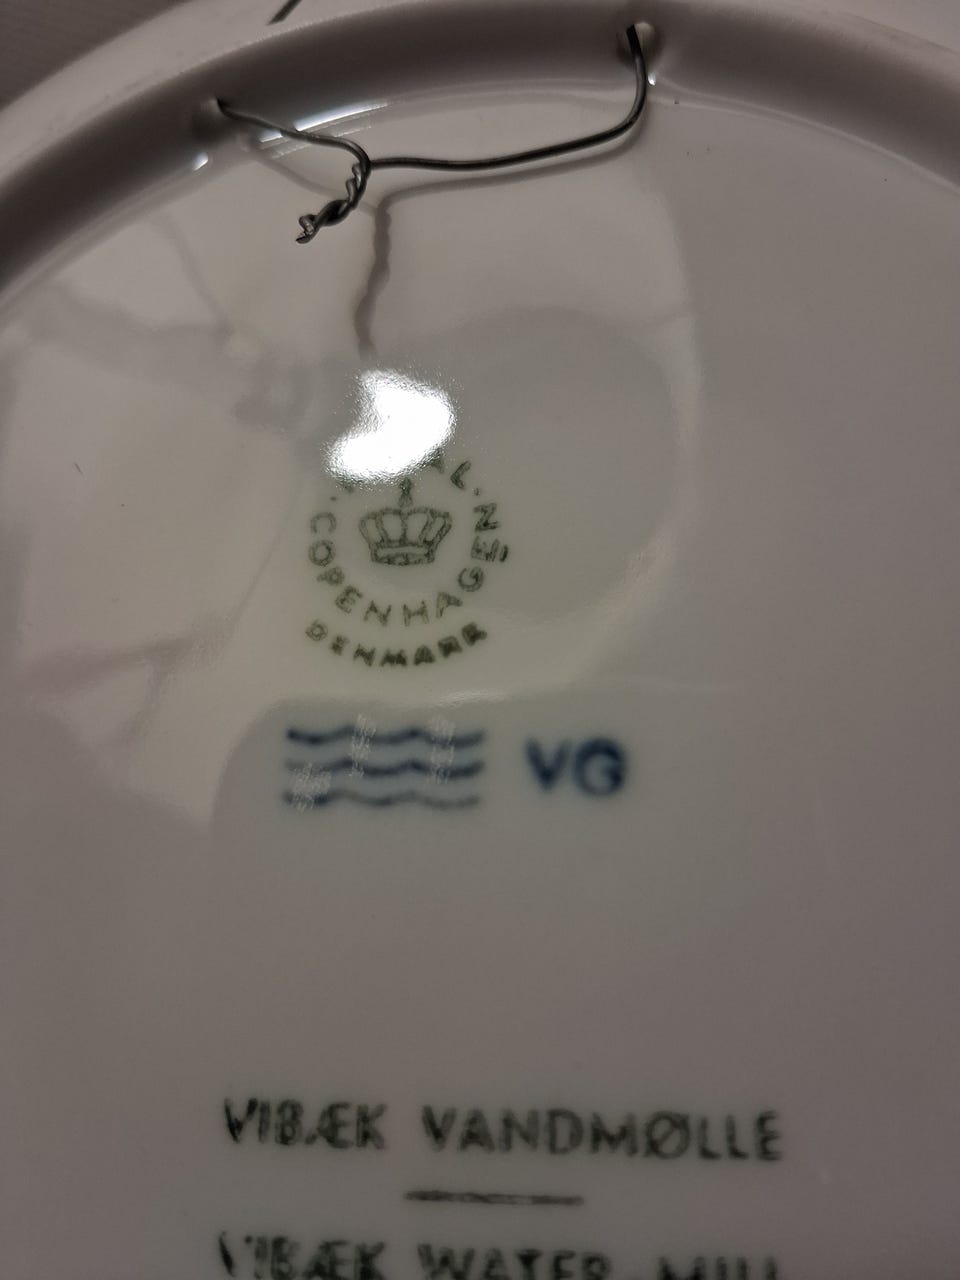 COPENHAGEN
DENMARK
VG
VIBÆK VANDMØLLE
VIBÆK WATER MILL